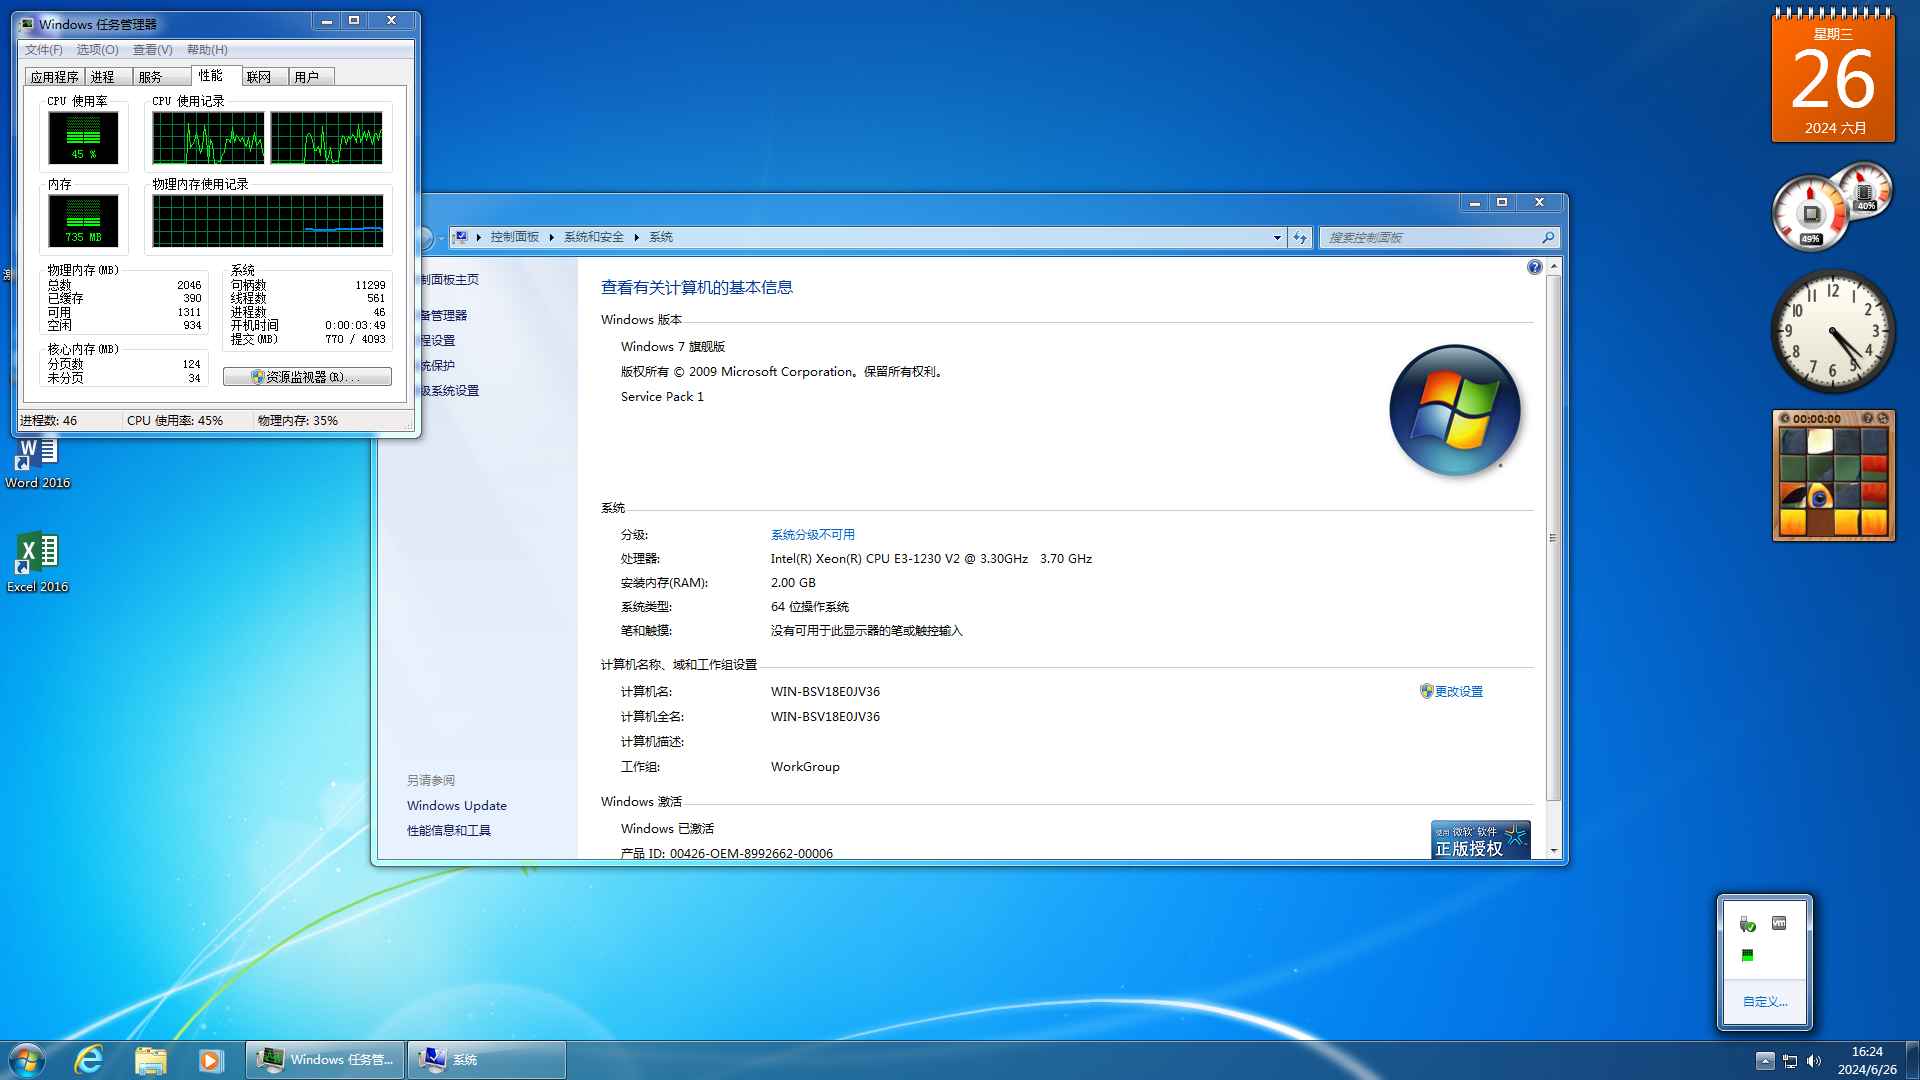 Windows 任务管理器
文件(F) 选项(O) 查看(V) 帮助(H)
应用程序 进程 服务 性能 联网 用户
CPU 使用率
45 %
CPU 使用记录
内存
735 MB
物理内存使用记录
物理内存(MB)
总数 2046
已缓存 390
可用 1311
空闲 934
系统
句柄数 11299
线程数 561
进程数 46
开机时间 0:00:03:49
提交(MB) 770 / 4093
核心内存(MB)
分页数 124
未分页 34
资源监视器(R)...
进程数: 46 CPU 使用率: 45% 物理内存: 35%
控制面板 系统和安全 系统
搜索控制面板
制面板主页
备管理器
程设置
统保护
级系统设置
另请参阅
Windows Update
性能信息和工具
查看有关计算机的基本信息
Windows 版本
Windows 7 旗舰版
版权所有 © 2009 Microsoft Corporation。保留所有权利。
Service Pack 1
系统
分级: 系统分级不可用
处理器: Intel(R) Xeon(R) CPU E3-1230 V2 @ 3.30GHz 3.70 GHz
安装内存(RAM): 2.00 GB
系统类型: 64 位操作系统
笔和触摸: 没有可用于此显示器的笔或触控输入
计算机名称、域和工作组设置
计算机名: WIN-BSV18E0JV36
更改设置
计算机全名: WIN-BSV18E0JV36
计算机描述:
工作组: WorkGroup
Windows 激活
Windows 已激活
产品 ID: 00426-OEM-8992662-00006
使用 微软 软件
正版授权
Word 2016
Excel 2016
星期三
26
2024 六月
40%
49%
12 1 2 3 4 5 6 7 8 9 10 11
00:00:00
自定义...
Windows 任务管...
系统
16:24
2024/6/26